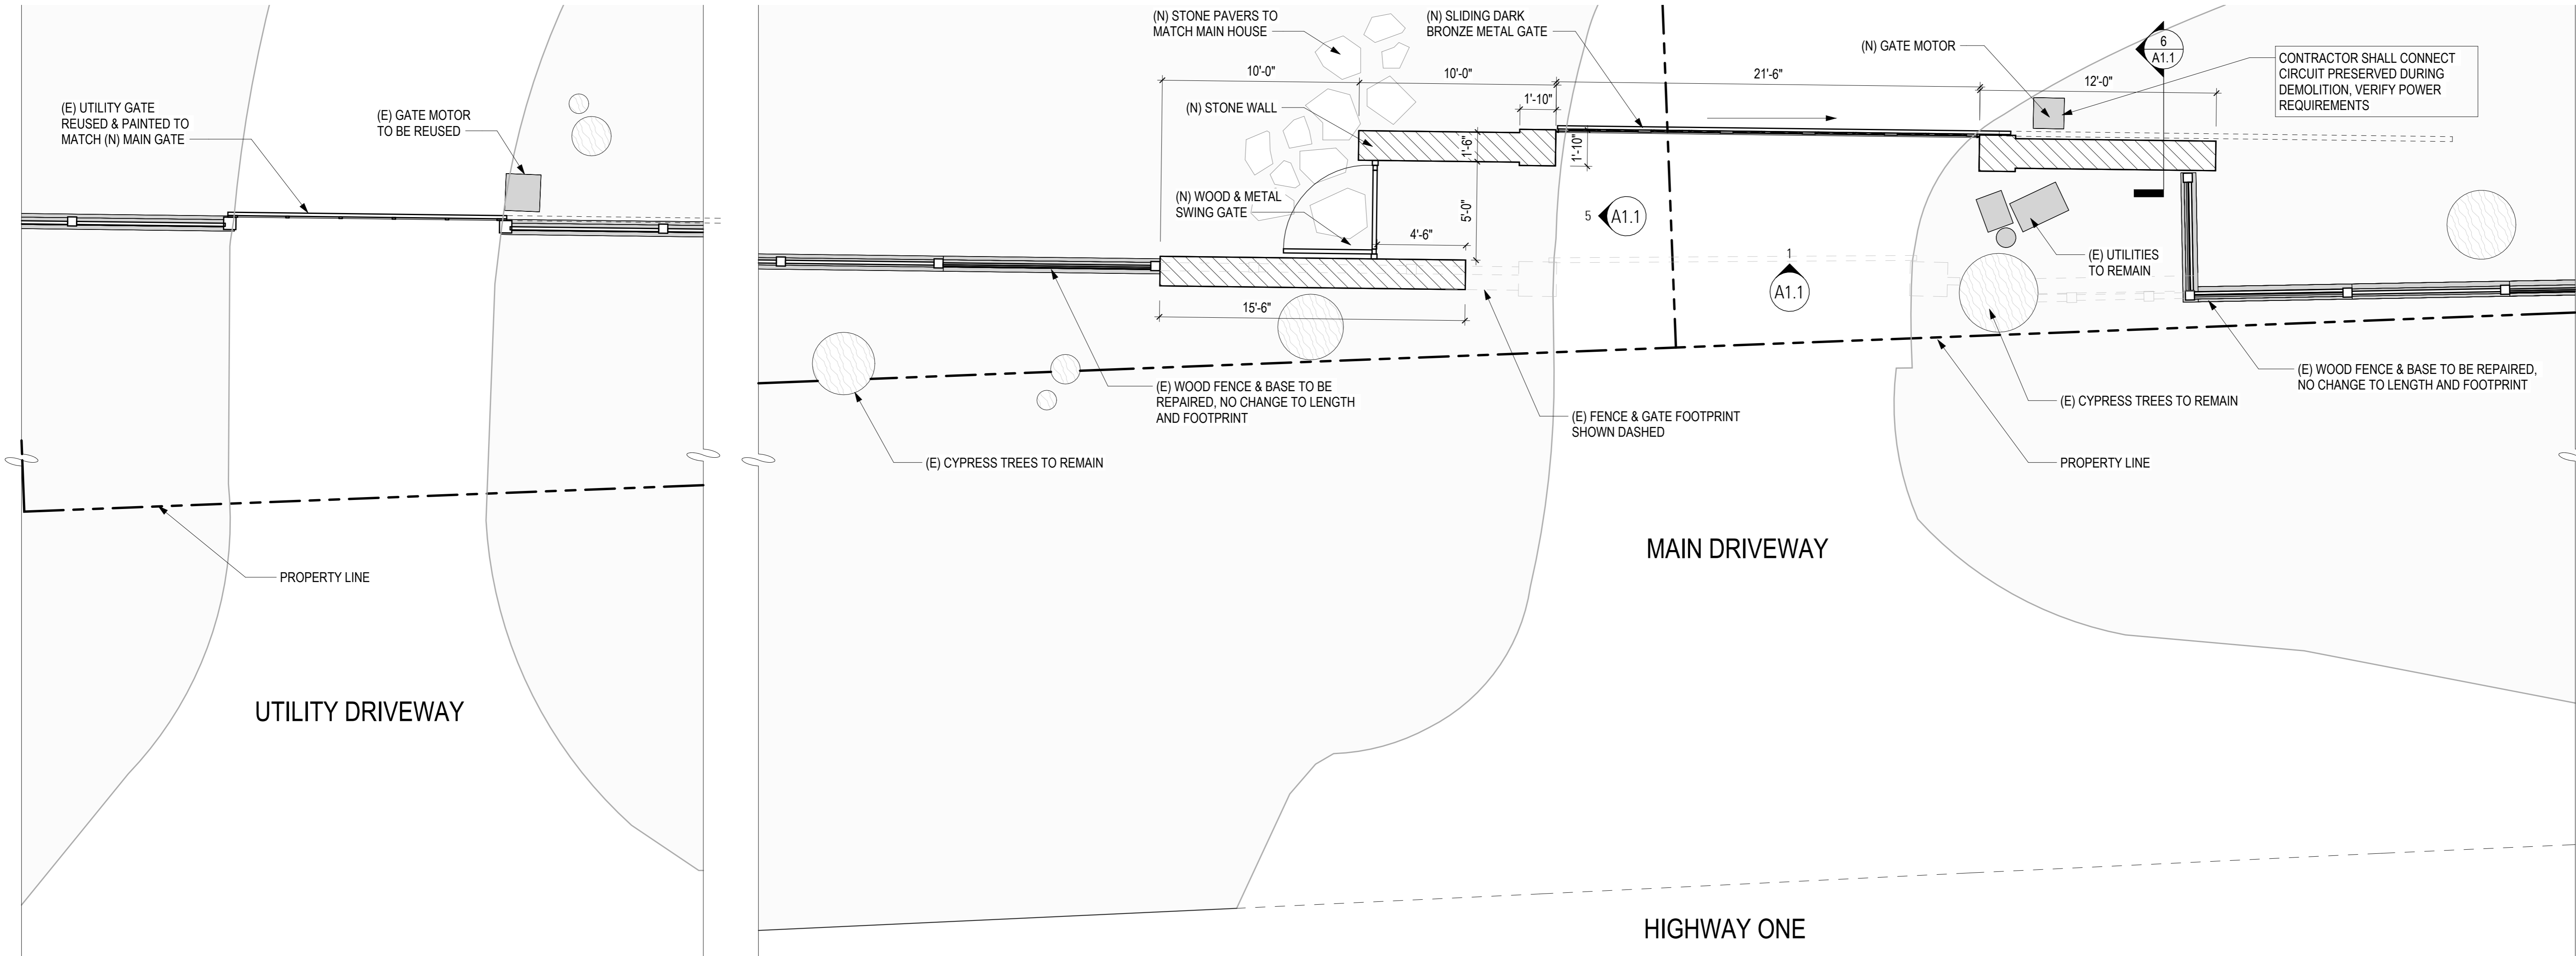 (E) UTILITY GATE
REUSED & PAINTED TO
MATCH (N) MAIN GATE
(E) GATE MOTOR
TO BE REUSED
PROPERTY LINE
UTILITY DRIVEWAY
(N) STONE PAVERS TO
MATCH MAIN HOUSE
(N) SLIDING DARK
BRONZE METAL GATE
(N) GATE MOTOR
6
A1.1
CONTRACTOR SHALL CONNECT
CIRCUIT PRESERVED DURING
DEMOLITION, VERIFY POWER
REQUIREMENTS
10'-0"
10'-0"
21'-6"
12'-0"
1'-10"
(N) STONE WALL
1'-6"
1'-10"
(N) WOOD & METAL
SWING GATE
5'-0"
4'-6"
5
A1.1
1
A1.1
(E) UTILITIES
TO REMAIN
15'-6"
(E) WOOD FENCE & BASE TO BE
REPAIRED, NO CHANGE TO LENGTH
AND FOOTPRINT
(E) FENCE & GATE FOOTPRINT
SHOWN DASHED
(E) WOOD FENCE & BASE TO BE REPAIRED,
NO CHANGE TO LENGTH AND FOOTPRINT
(E) CYPRESS TREES TO REMAIN
(E) CYPRESS TREES TO REMAIN
PROPERTY LINE
MAIN DRIVEWAY
HIGHWAY ONE